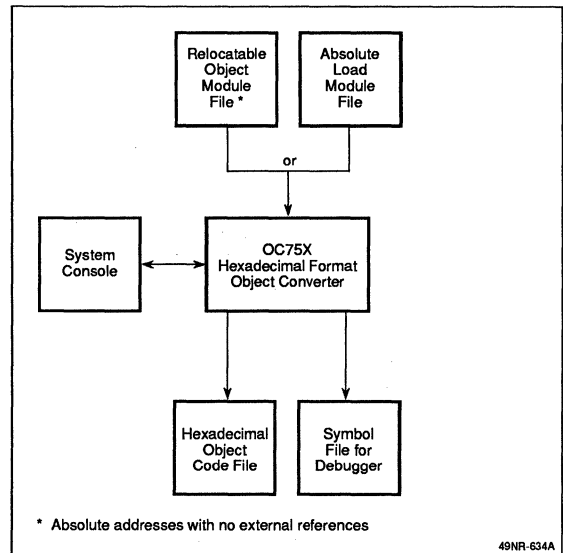 Relocatable
Object
Module
File *
Absolute
Load
Module
File
or
System
Console
OC75X
Hexadecimal Format
Object Converter
Hexadecimal
Object
Code File
Symbol
File for
Debugger
* Absolute addresses with no external references
49NR-634A